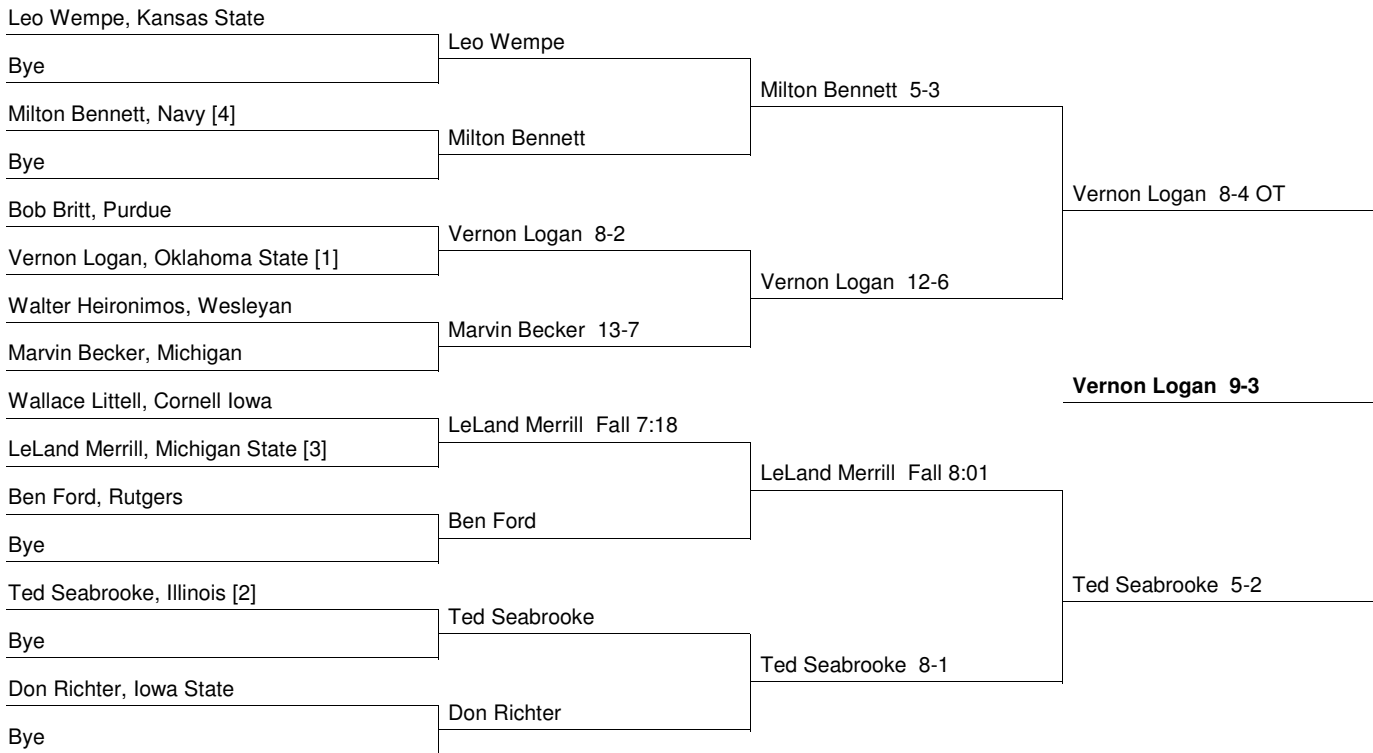 Leo Wempe, Kansas State
Bye
Milton Bennett, Navy [4]
Bye
Bob Britt, Purdue
Vernon Logan, Oklahoma State [1]
Walter Heironimos, Wesleyan
Marvin Becker, Michigan
Wallace Littell, Cornell Iowa
LeLand Merrill, Michigan State [3]
Ben Ford, Rutgers
Bye
Ted Seabrooke, Illinois [2]
Bye
Don Richter, Iowa State
Bye
Leo Wempe
Milton Bennett
Vernon Logan 8-2
Marvin Becker 13-7
LeLand Merrill Fall 7:18
Ben Ford
Ted Seabrooke
Don Richter
Milton Bennett 5-3
Vernon Logan 12-6
LeLand Merrill Fall 8:01
Ted Seabrooke 8-1
Vernon Logan 8-4 OT
Ted Seabrooke 5-2
Vernon Logan 9-3